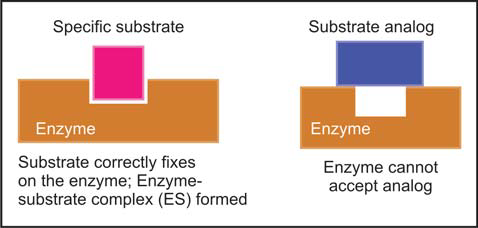 Specific substrate
Enzyme
Substrate correctly fixes
on the enzyme; Enzyme-
substrate complex (ES) formed
Substrate analog
Enzyme
Enzyme cannot
accept analog